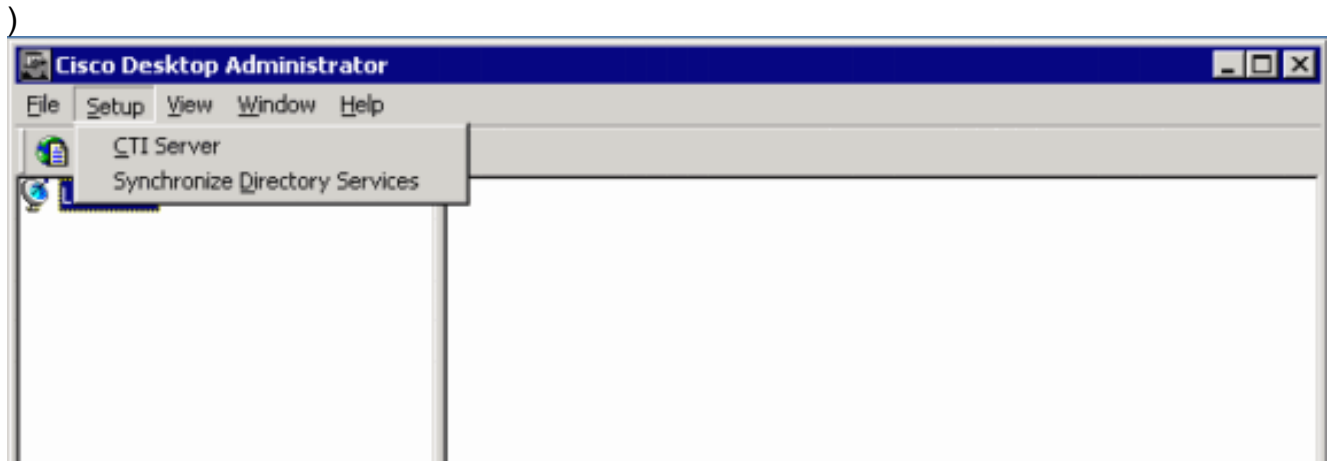 )
Cisco Desktop Administrator
File Setup View Window Help
CTI Server
Synchronize Directory Services